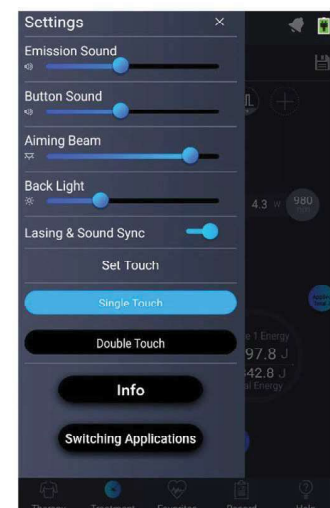 Settings ×
Emission Sound
Button Sound
Aiming Beam
Back Light
4.3 W 980
Lasing & Sound Sync
Set Touch
Single Touch
Double Touch
e 1 Energy
97.8 J
42.8 J
al Energy
Info
Switching Applications
Therapy Treatment Favorites Record Help